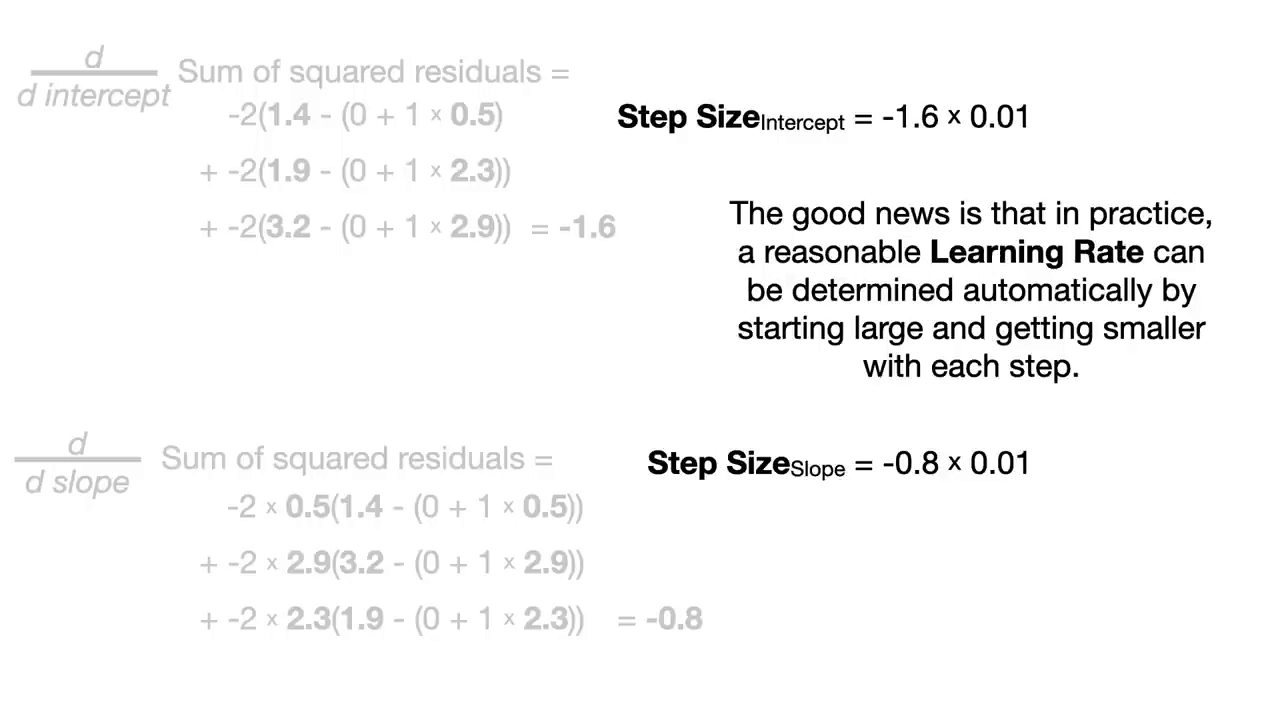 d
d intercept
Sum of squared residuals =
-2(1.4 - (0 + 1 × 0.5)
+ -2(1.9 - (0 + 1 × 2.3))
+ -2(3.2 - (0 + 1 × 2.9)) = -1.6
Step SizeIntercept = -1.6 × 0.01
The good news is that in practice,
a reasonable Learning Rate can
be determined automatically by
starting large and getting smaller
with each step.
d
d slope
Sum of squared residuals =
-2 × 0.5(1.4 - (0 + 1 × 0.5))
+ -2 × 2.9(3.2 - (0 + 1 × 2.9))
+ -2 × 2.3(1.9 - (0 + 1 × 2.3)) = -0.8
Step SizeSlope = -0.8 × 0.01